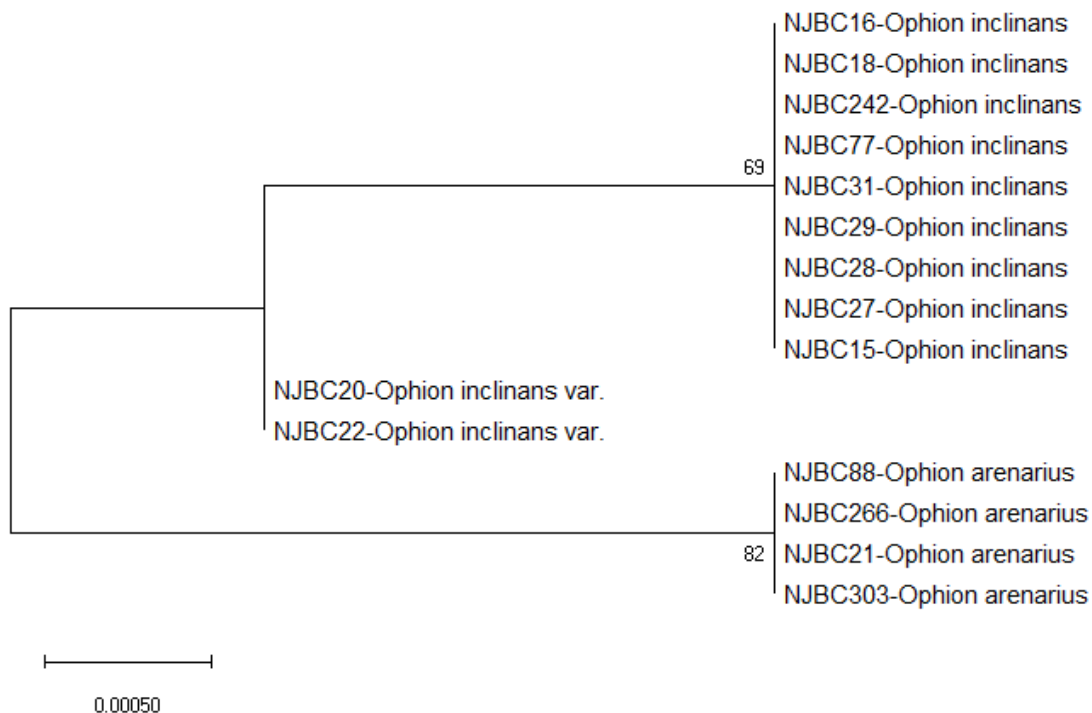 NJBC16-Ophion inclinans
NJBC18-Ophion inclinans
NJBC242-Ophion inclinans
NJBC77-Ophion inclinans
69
NJBC31-Ophion inclinans
NJBC29-Ophion inclinans
NJBC28-Ophion inclinans
NJBC27-Ophion inclinans
NJBC15-Ophion inclinans
NJBC20-Ophion inclinans var.
NJBC22-Ophion inclinans var.
NJBC88-Ophion arenarius
NJBC266-Ophion arenarius
82
NJBC21-Ophion arenarius
NJBC303-Ophion arenarius
0.00050